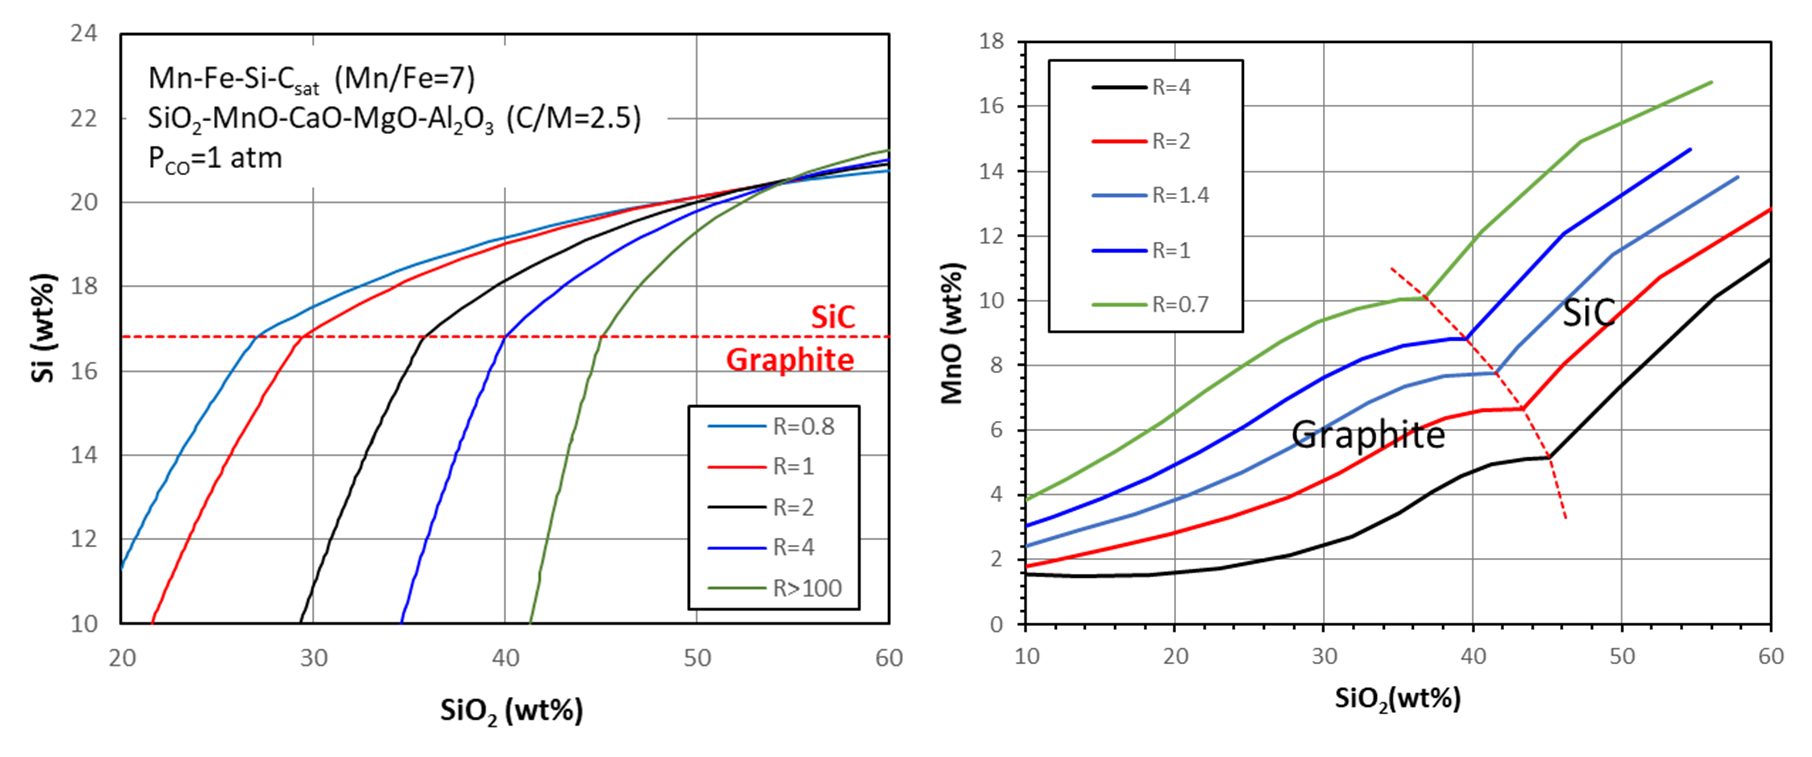 24
22
20
18
16
14
12
10
Si (wt%)
Mn-Fe-Si-Csat (Mn/Fe=7)
SiO2-MnO-CaO-MgO-Al2O3 (C/M=2.5)
PCO=1 atm
SiC
Graphite
R=0.8
R=1
R=2
R=4
R>100
20 30 40 50 60
SiO2 (wt%)
18
16
14
12
10
8
6
4
2
0
MnO (wt%)
R=4
R=2
R=1.4
R=1
R=0.7
SiC
Graphite
10 20 30 40 50 60
SiO2(wt%)